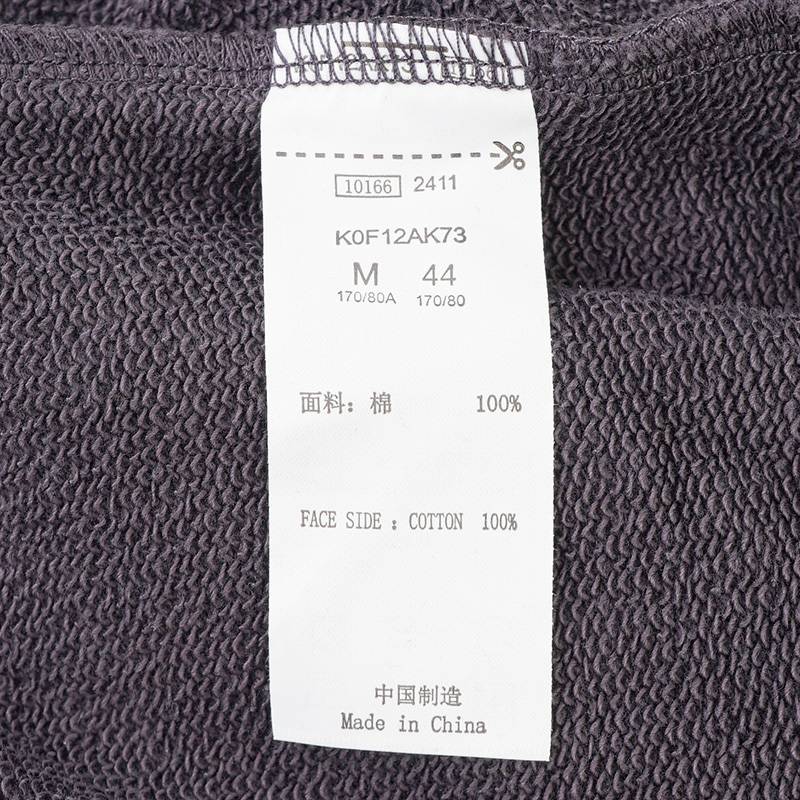 10166 2411
K0F12AK73
M 44
170/80A 170/80
面料：棉 100%
FACE SIDE : COTTON 100%
中国制造
Made in China